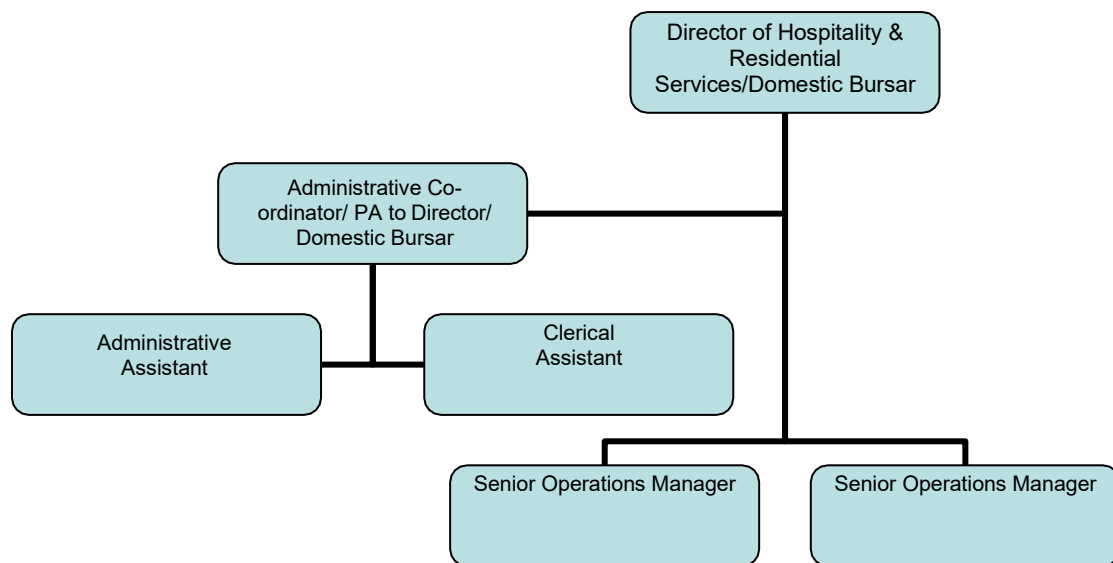 Director of Hospitality &
Residential
Services/Domestic Bursar
Administrative Co-
ordinator/ PA to Director/
Domestic Bursar
Administrative
Assistant
Clerical
Assistant
Senior Operations Manager
Senior Operations Manager